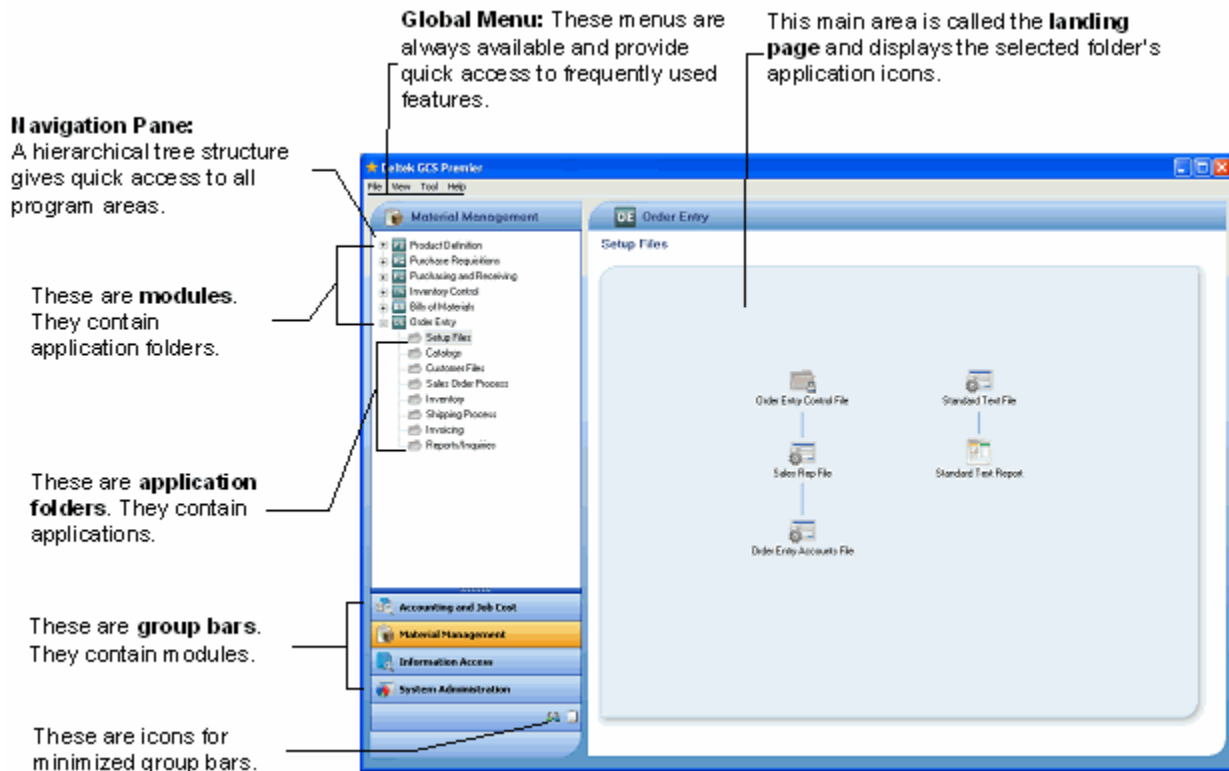 Global Menu: These menus are
always available and provide
quick access to frequently used
features.
This main area is called the landing
page and displays the selected folder's
application icons.
Navigation Pane:
A hierarchical tree structure
gives quick access to all
program areas.
These are modules.
They contain
application folders.
These are application
folders. They contain
applications.
These are group bars.
They contain modules.
These are icons for
minimized group bars.
Deltek GCS Premier
File View Tool Help
Material Management
Product Definition
Purchase Requisitions
Purchasing and Receiving
Inventory Control
Bills of Materials
OE Order Entry
Setup Files
Catalogs
Customer Files
Sales Order Process
Inventory
Shipping Process
Invoicing
Reports/Inquiries
Accounting and Job Cost
Material Management
Information Access
System Administration
OE Order Entry
Setup Files
Order Entry Control File
Standard Text File
Sales Rep File
Standard Text Report
Order Entry Accounts File